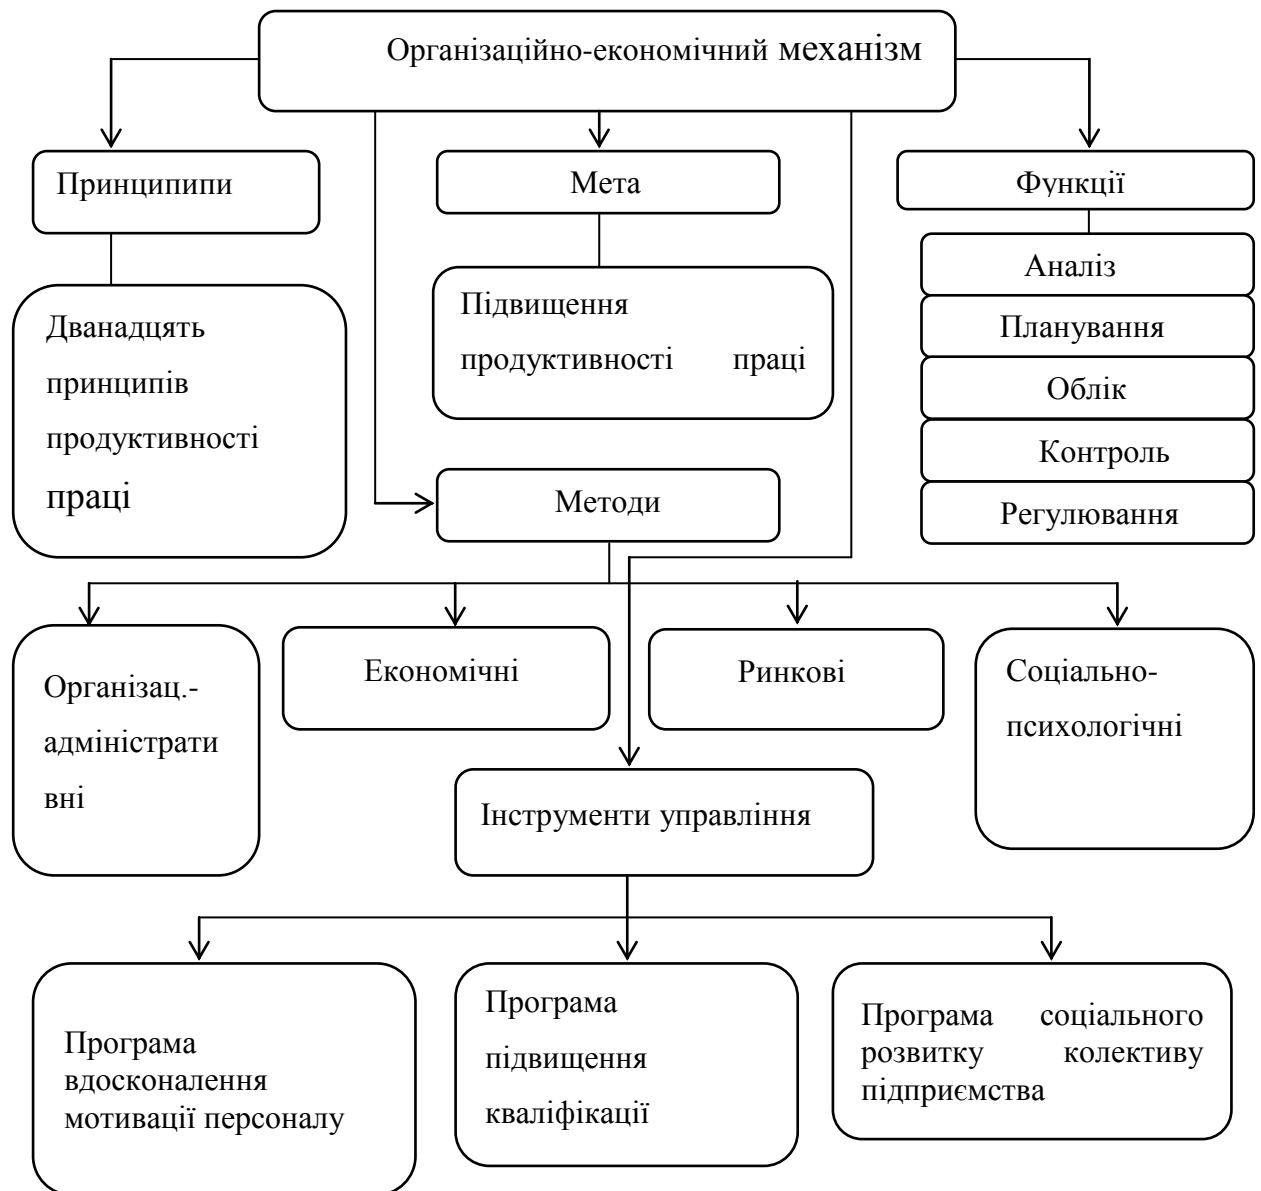 Організаційно-економічний механізм
Принципипи
Мета
Функції
Дванадцять
принципів
продуктивності
праці
Підвищення
продуктивності праці
Аналіз
Планування
Облік
Контроль
Регулювання
Методи
Організац.-
адміністрати
вні
Економічні
Ринкові
Соціально-
психологічні
Інструменти управління
Програма
вдосконалення
мотивації персоналу
Програма
підвищення
кваліфікації
Програма соціального
розвитку колективу
підприємства